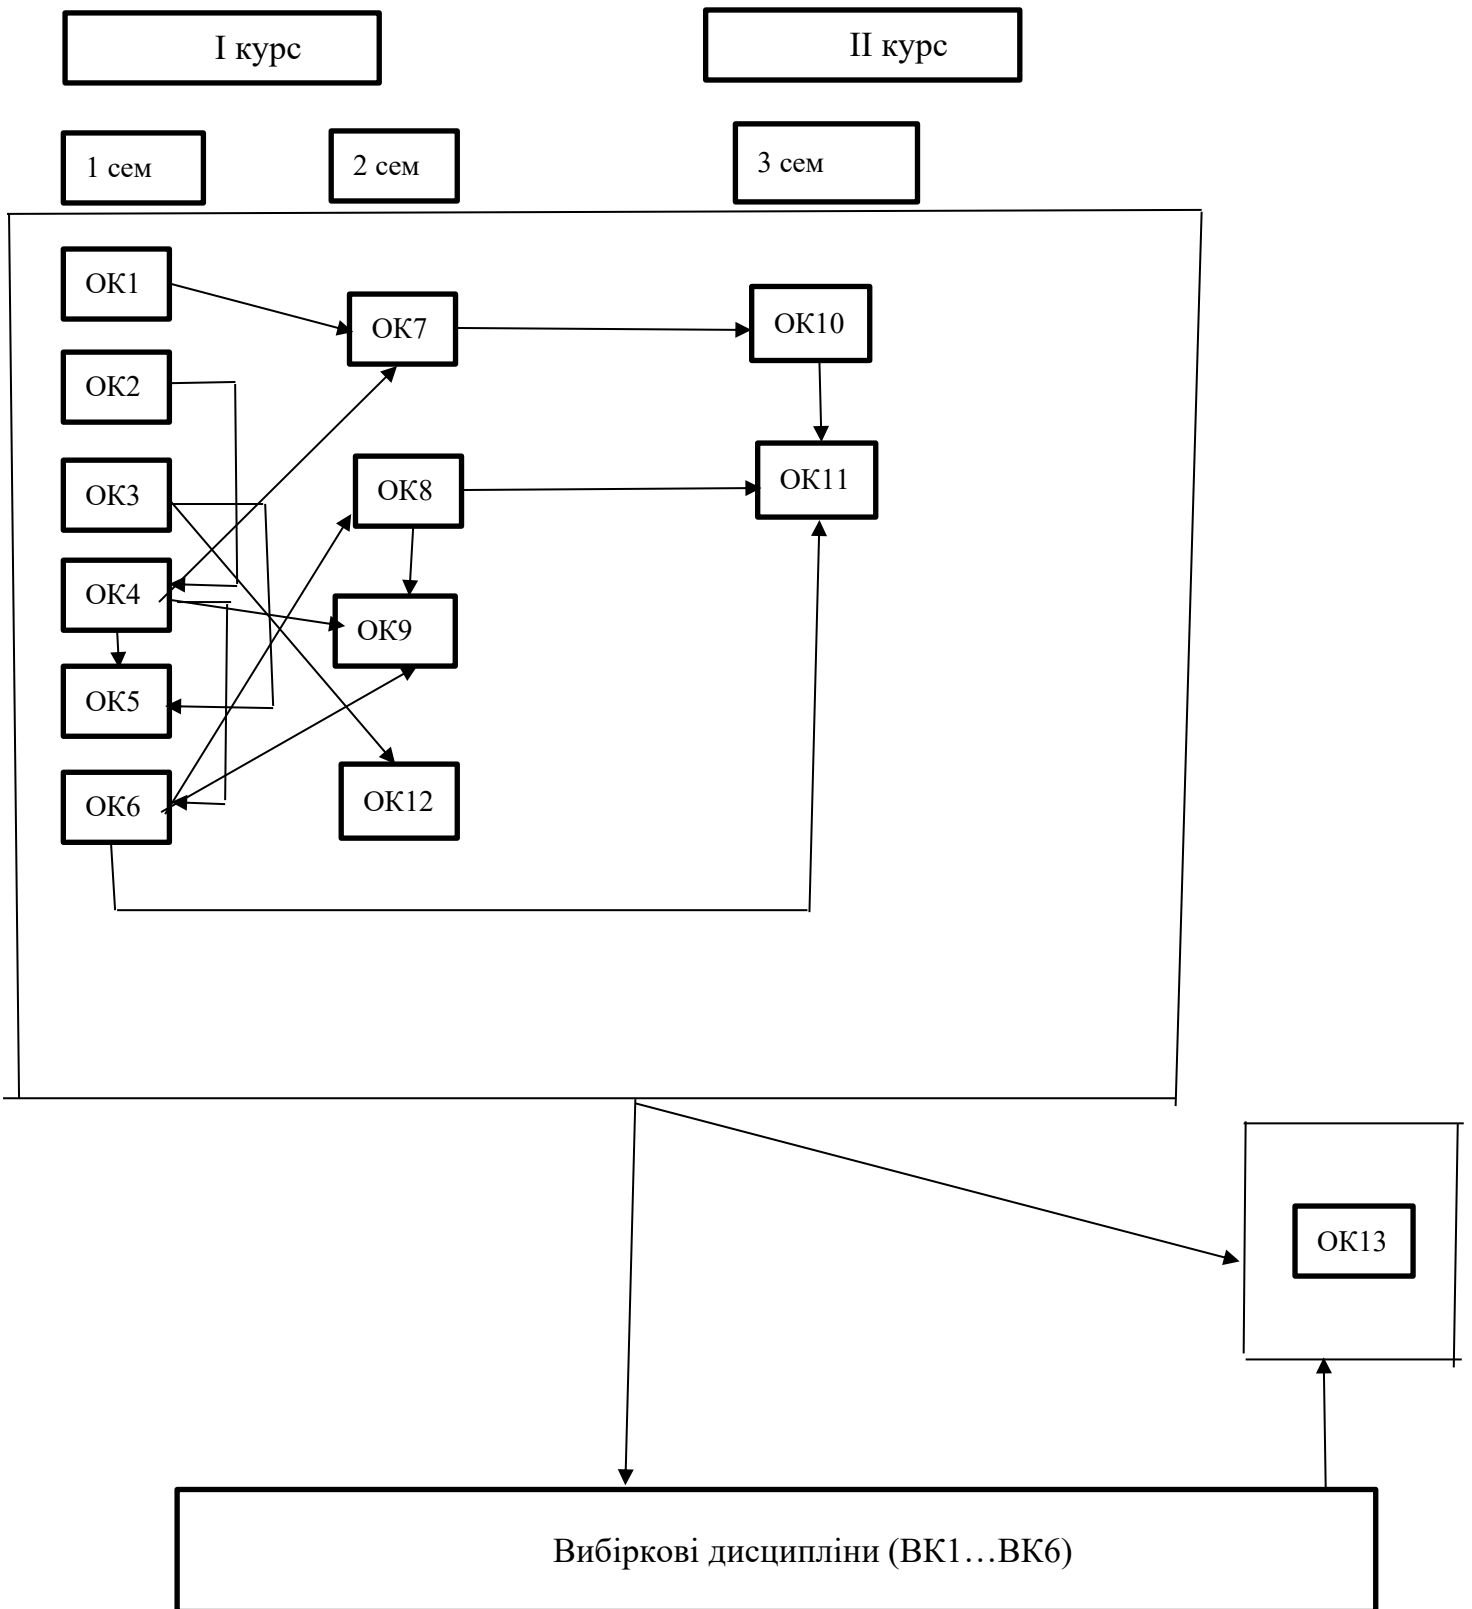 І курс
ІІ курс
1 сем
2 сем
3 сем
ОК1
ОК7
ОК10
ОК2
ОК3
ОК8
ОК11
ОК4
ОК9
ОК5
ОК6
ОК12
ОК13
Вибіркові дисципліни (ВК1…ВК6)